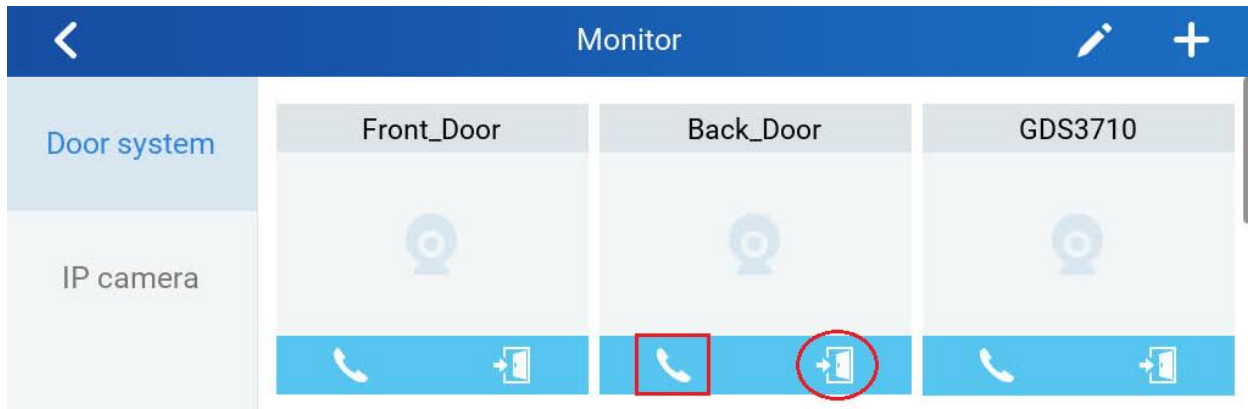 Monitor
Door system
Front_Door
Back_Door
GDS3710
IP camera